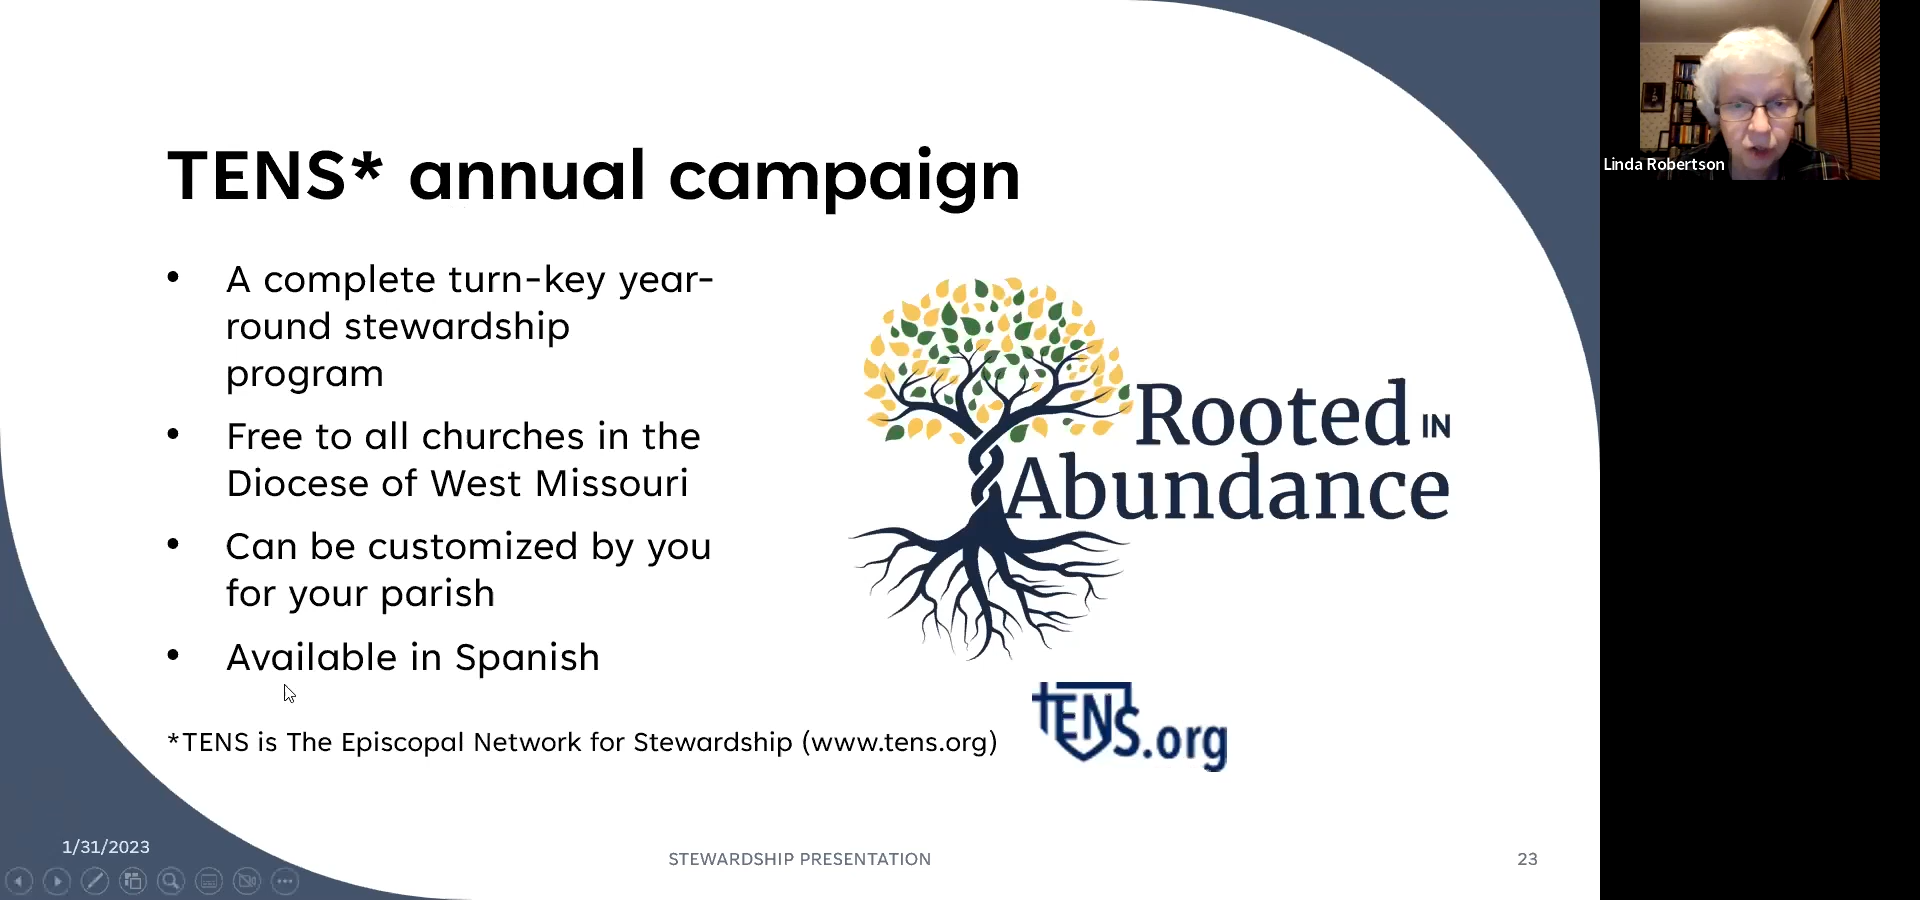 TENS* annual campaign
• A complete turn-key year-
round stewardship
program
• Free to all churches in the
Diocese of West Missouri
• Can be customized by you
for your parish
• Available in Spanish
*TENS is The Episcopal Network for Stewardship (www.tens.org)
Rooted IN
Abundance
tENS.org
1/31/2023
STEWARDSHIP PRESENTATION
23
Linda Robertson